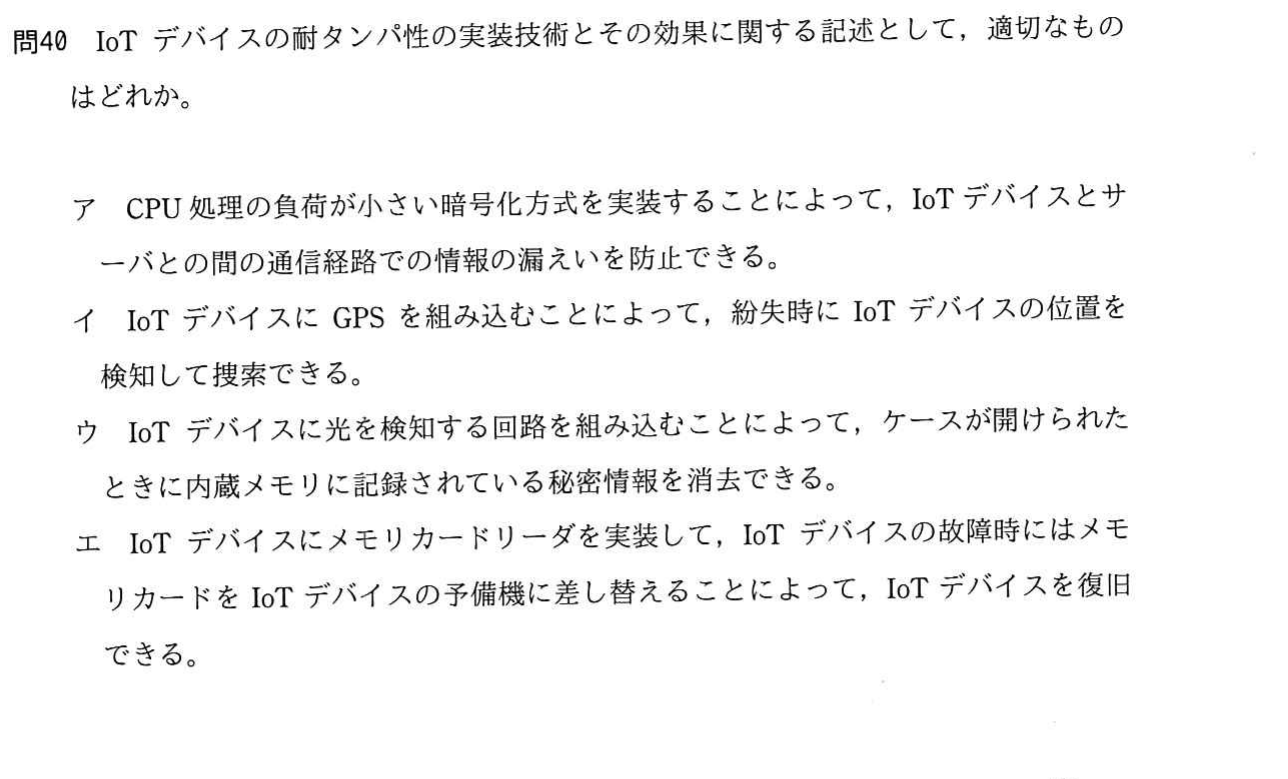 問40　IoT デバイスの耐タンパ性の実装技術とその効果に関する記述として，適切なもの
はどれか。
ア　CPU 処理の負荷が小さい暗号化方式を実装することによって，IoT デバイスとサ
ーバとの間の通信経路での情報の漏えいを防止できる。
イ　IoT デバイスに GPS を組み込むことによって，紛失時に IoT デバイスの位置を
検知して捜索できる。
ウ　IoT デバイスに光を検知する回路を組み込むことによって，ケースが開けられた
ときに内蔵メモリに記録されている秘密情報を消去できる。
エ　IoT デバイスにメモリカードリーダを実装して，IoT デバイスの故障時にはメモ
リカードを IoT デバイスの予備機に差し替えることによって，IoT デバイスを復旧
できる。